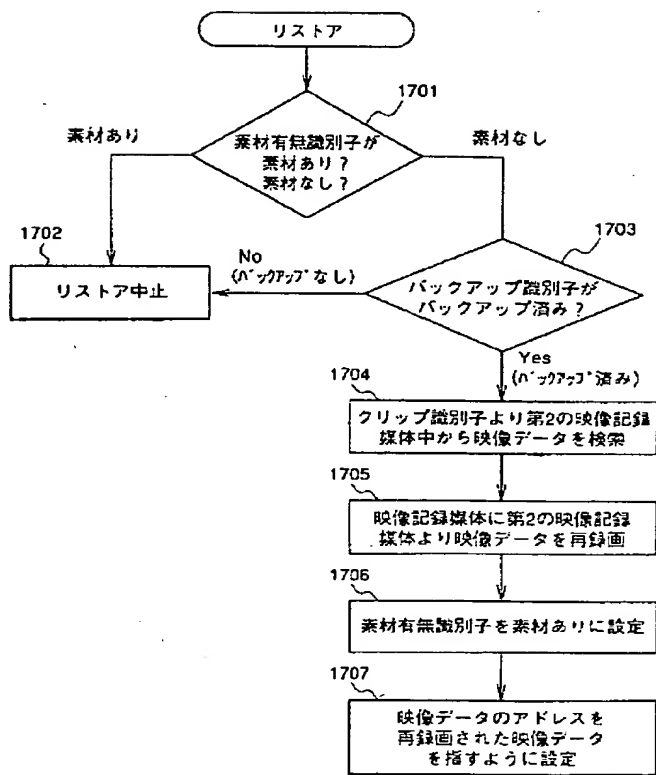 リストア
1701
素材有無識別子が
素材あり?
素材なし?
素材あり
素材なし
1702
リストア中止
1703
No
(バックアップなし)
バックアップ識別子が
バックアップ済み?
Yes
(バックアップ済み)
1704
クリップ識別子より第2の映像記録
媒体中から映像データを検索
1705
映像記録媒体に第2の映像記録
媒体より映像データを再録画
1706
素材有無識別子を素材ありに設定
1707
映像データのアドレスを
再録画された映像データ
を指すように設定